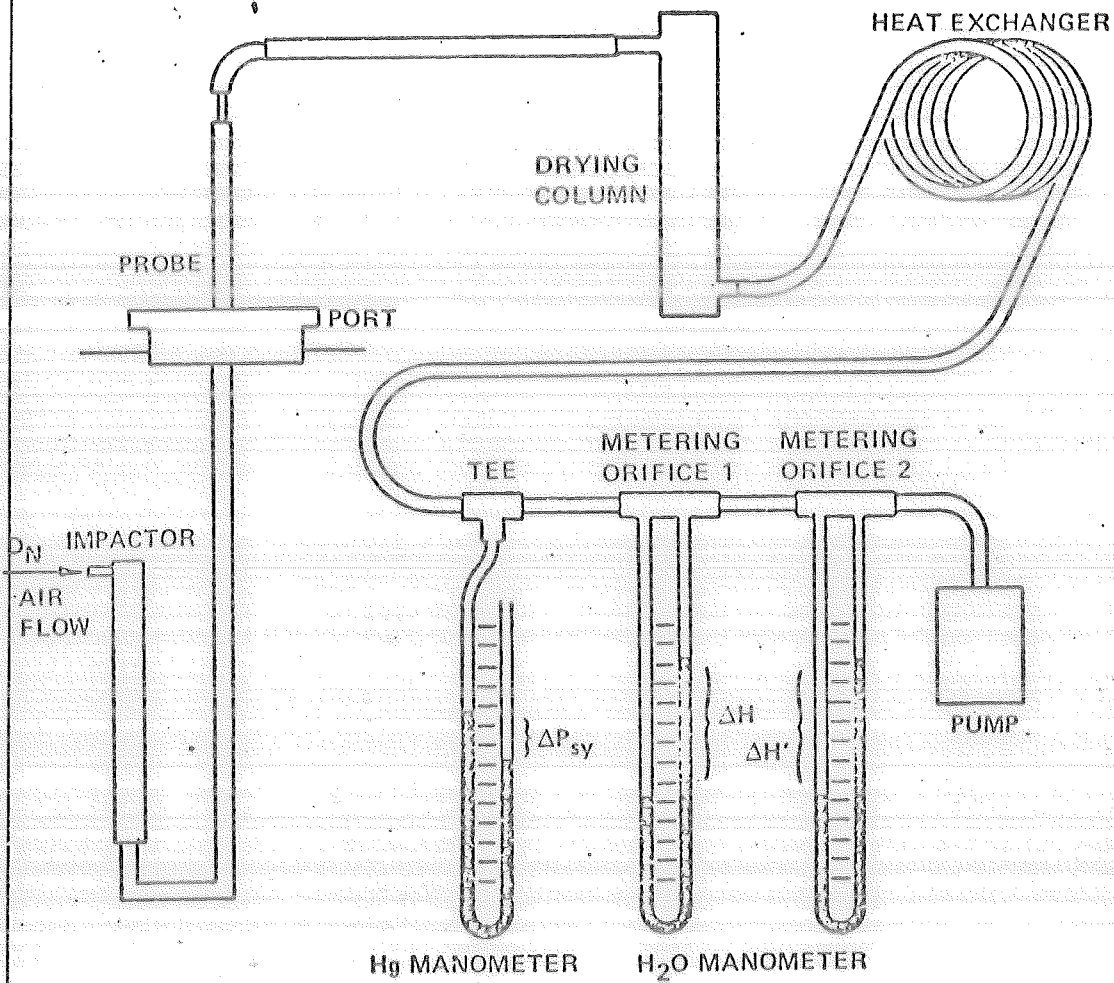 HEAT EXCHANGER
DRYING
COLUMN
PROBE
PORT
METERING
ORIFICE 1
METERING
ORIFICE 2
TEE
IMPACTOR
AIR
FLOW
ΔH
ΔH'
ΔPsy
PUMP
Hg MANOMETER
H2O MANOMETER